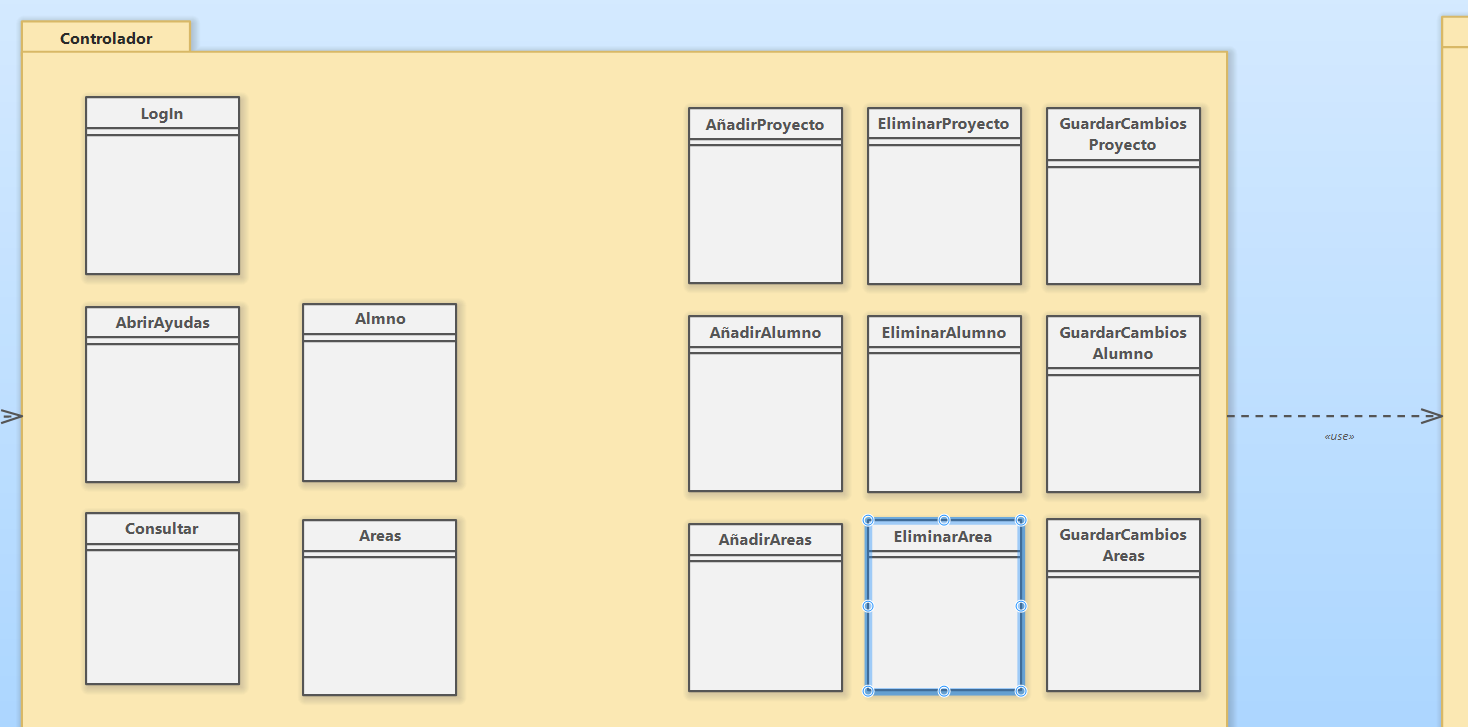 Controlador
LogIn
AñadirProyecto
EliminarProyecto
GuardarCambios
Proyecto
AbrirAyudas
Almno
AñadirAlumno
EliminarAlumno
GuardarCambios
Alumno
«use»
Consultar
Areas
AñadirAreas
EliminarArea
GuardarCambios
Areas